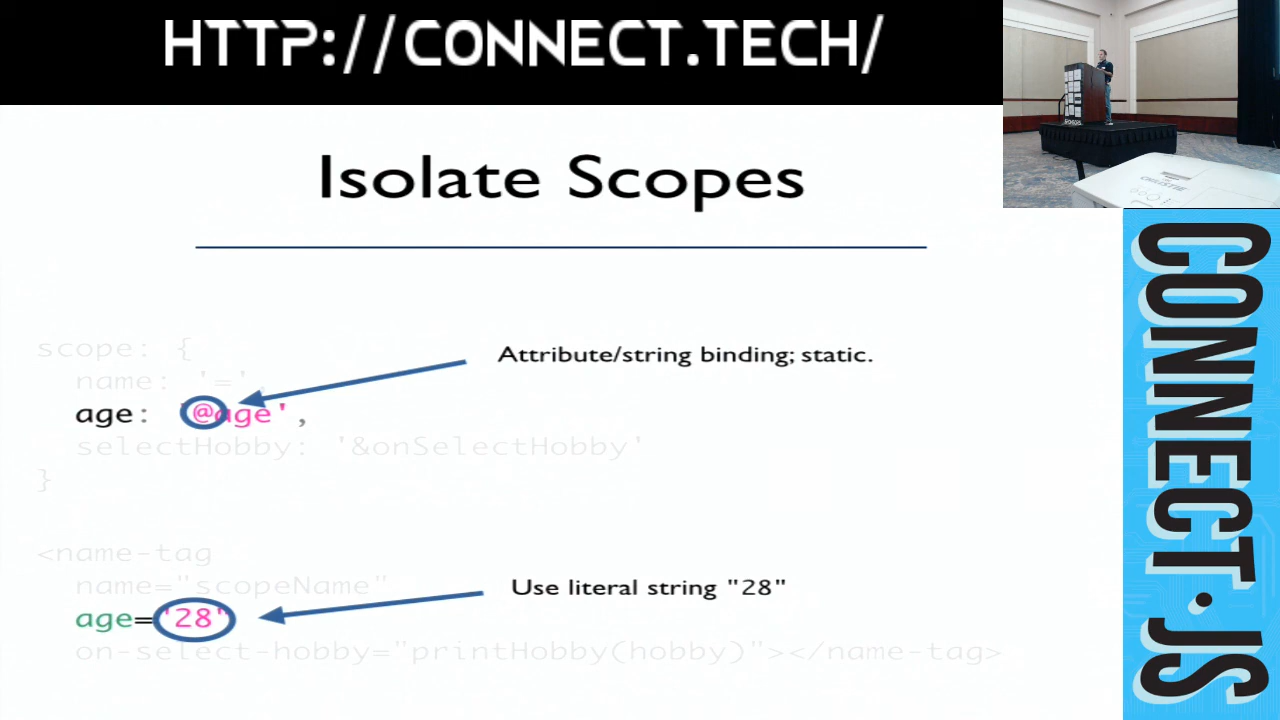 HTTP://CONNECT.TECH/
CHRISTIE
Isolate Scopes
scope: {
name: '=',
Attribute/string binding; static.
age: '@age',
selectHobby: '&onSelectHobby'
}
<name-tag
name="scopeName"
Use literal string "28"
age="28"
on-select-hobby="printHobby(hobby)"></name-tag>
CONNECT.JS